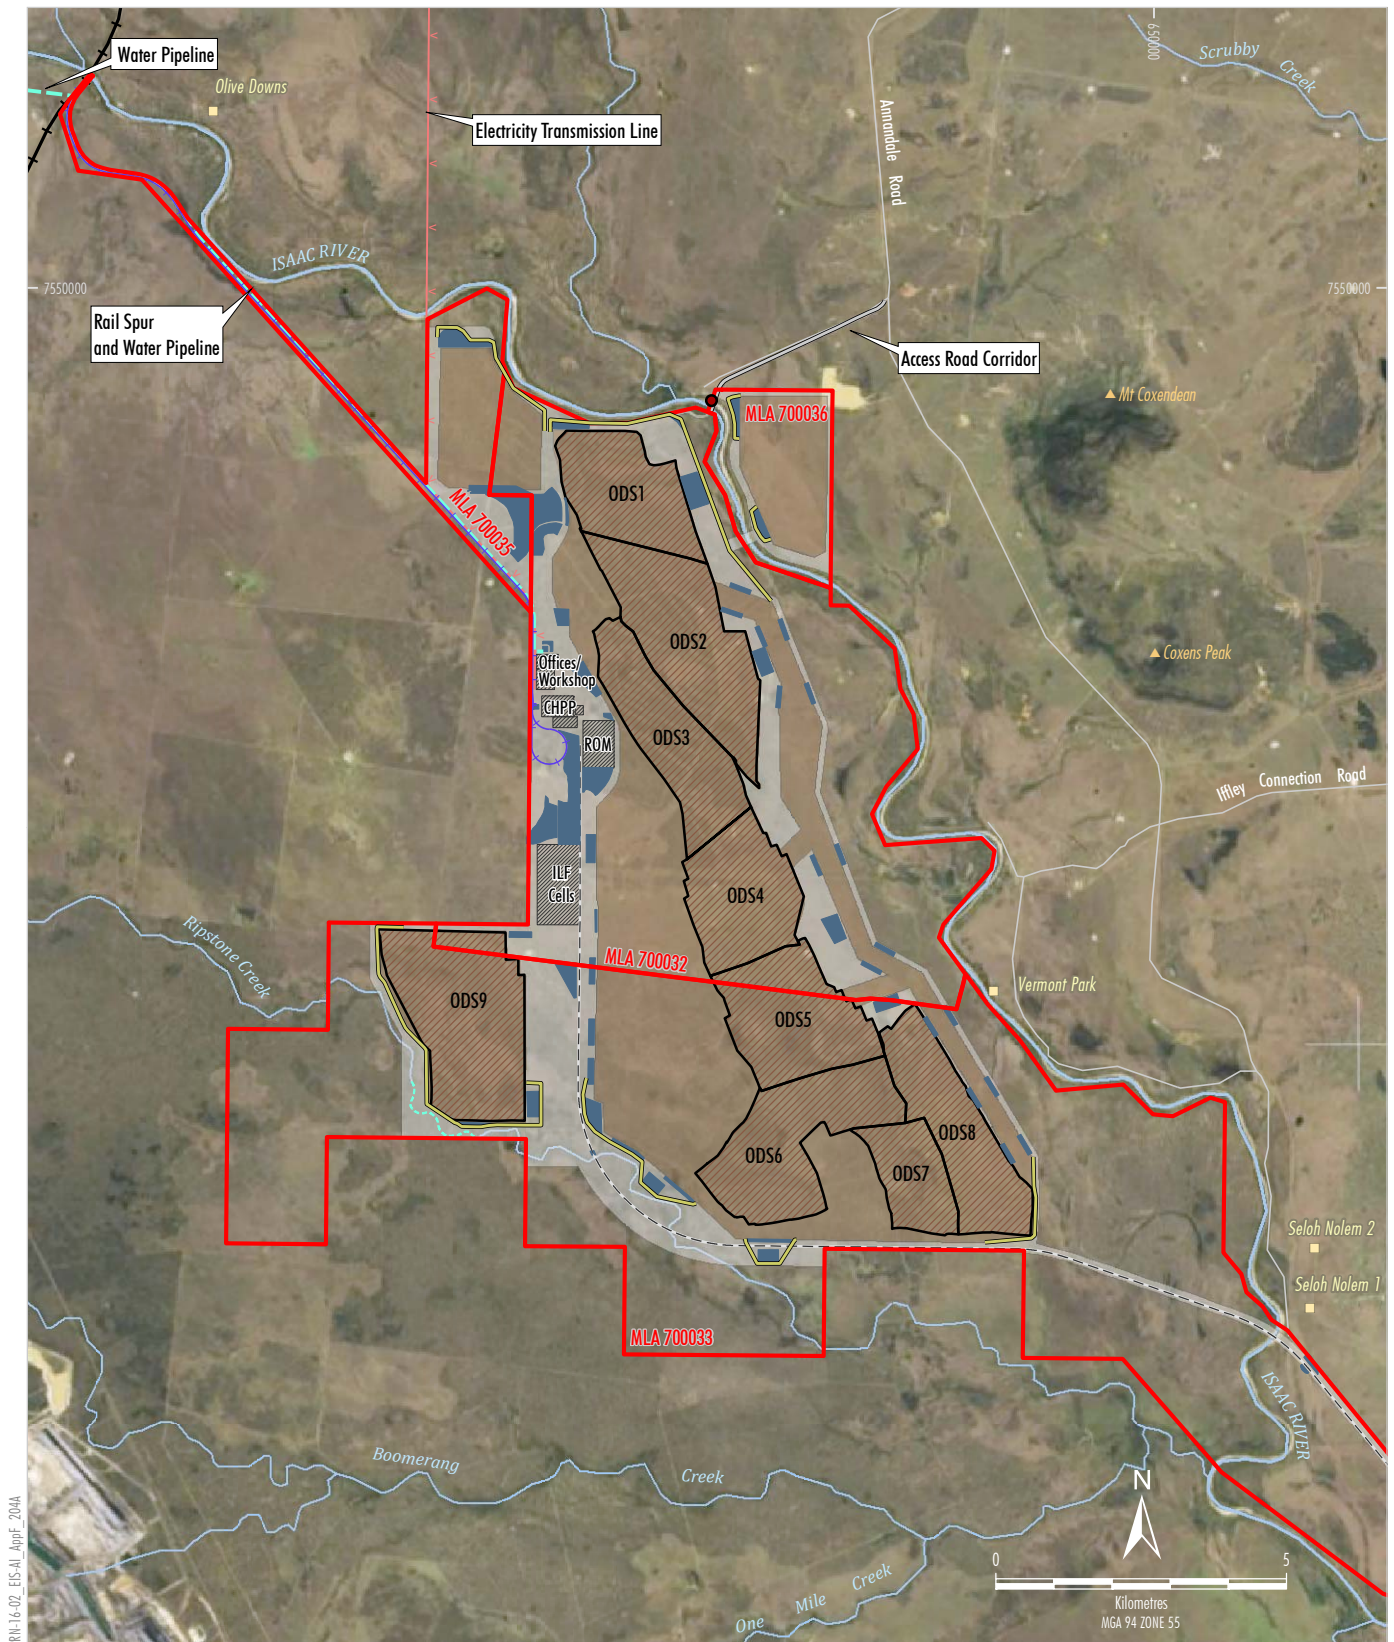 Water Pipeline
Olive Downs
650000
Scrubby
Creek
Electricity Transmission Line
Annandale Road
ISAAC RIVER
7550000
7550000
Rail Spur
and Water Pipeline
Access Road Corridor
Mt Coxendean
MLA 700036
ODS1
MLA 700035
ODS2
Coxens Peak
Offices/
Workshop
CHPP
ODS3
ROM
Iffley Connection Road
ILF
Cells
ODS4
Ripstone Creek
MLA 700032
Vermont Park
ODS9
ODS5
ODS8
ODS6
ODS7
Seloh Nolem 2
Seloh Nolem 1
MLA 700033
ISAAC RIVER
Boomerang
Creek
N
0 5
Kilometres
MGA 94 ZONE 55
One Mile Creek
RN-16-02_EIS-AI_AppF_204A